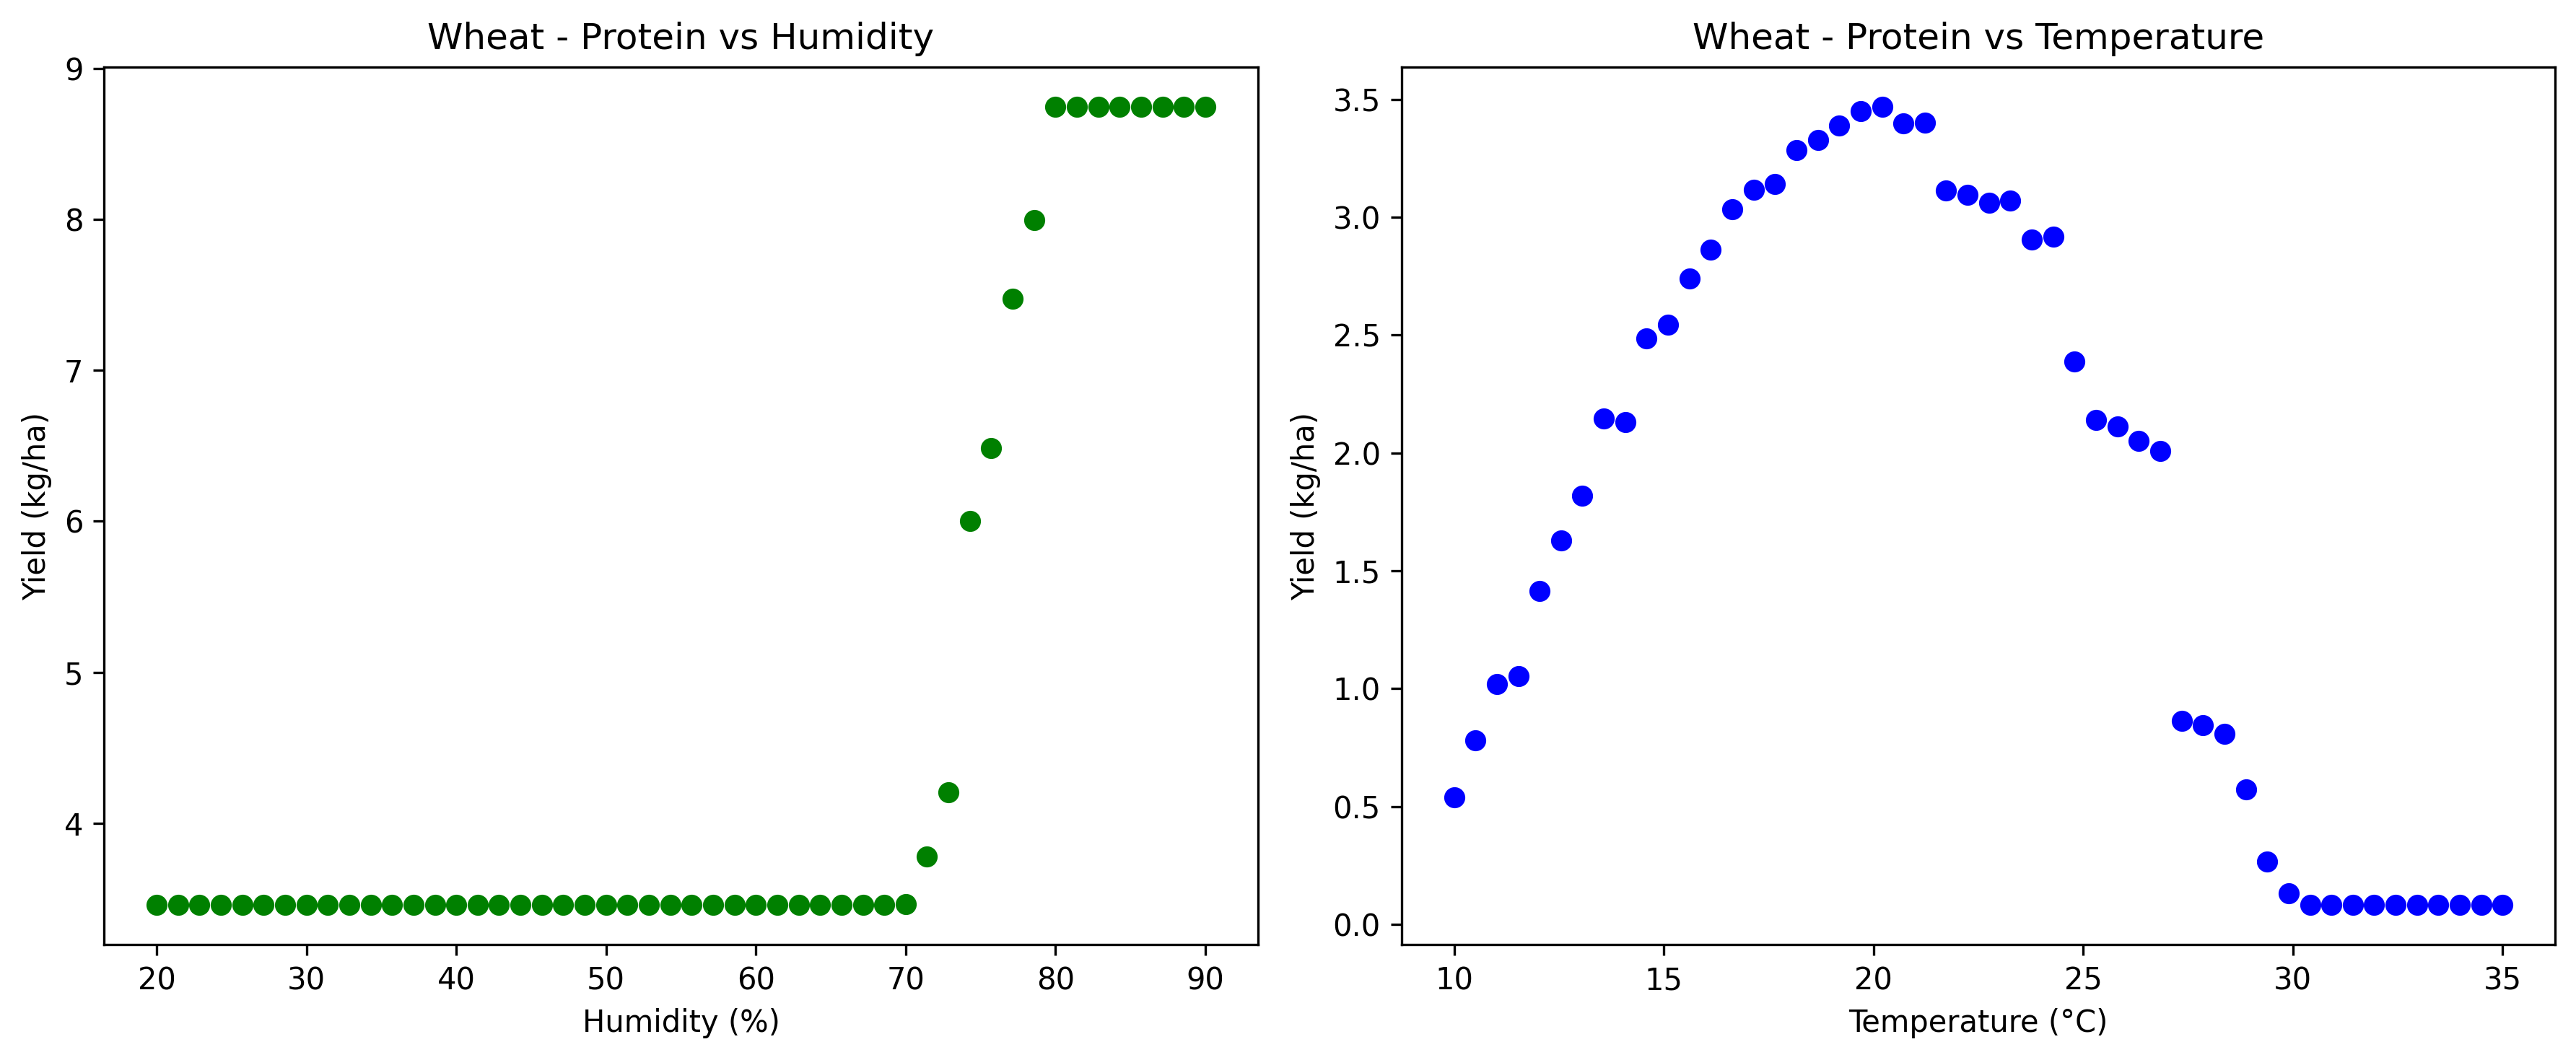 Wheat - Protein vs Humidity
Yield (kg/ha)
9
8
7
6
5
4
20 30 40 50 60 70 80 90
Humidity (%)
Wheat - Protein vs Temperature
Yield (kg/ha)
3.5
3.0
2.5
2.0
1.5
1.0
0.5
0.0
10 15 20 25 30 35
Temperature (°C)